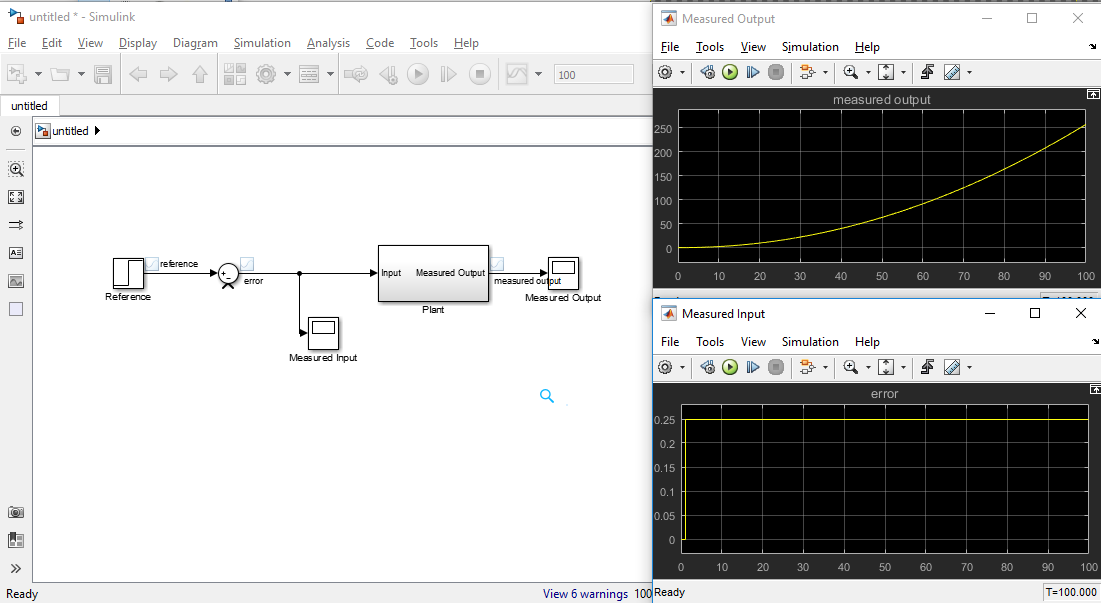 untitled * - Simulink
File Edit View Display Diagram Simulation Analysis Code Tools Help
100
untitled
untitled
reference
Reference
+
-
error
Measured Input
Input Measured Output
Plant
measured output
Measured Output
Ready View 6 warnings 100
Measured Output
File Tools View Simulation Help
measured output
250
200
150
100
50
0
0 10 20 30 40 50 60 70 80 90 100
Measured Input
File Tools View Simulation Help
error
0.25
0.2
0.15
0.1
0.05
0
0 10 20 30 40 50 60 70 80 90 100
Ready T=100.000